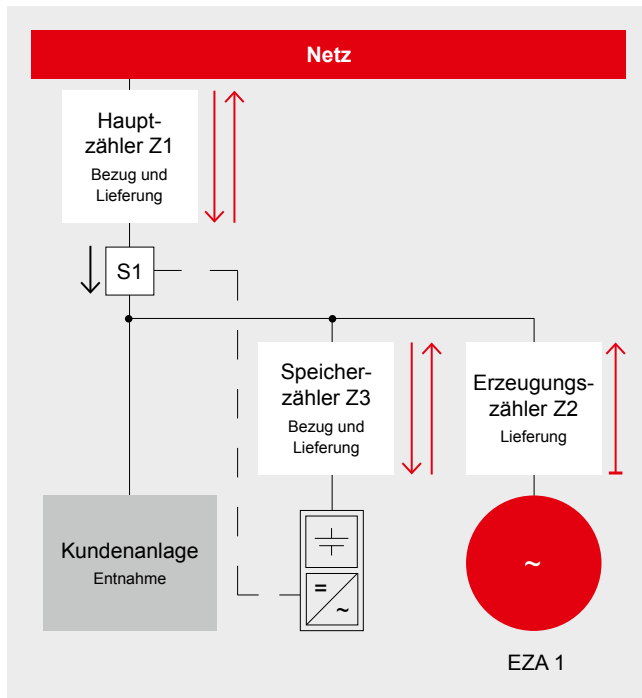 Netz
Haupt-
zähler Z1
Bezug und
Lieferung
S1
Speicher-
zähler Z3
Bezug und
Lieferung
Erzeugungs-
zähler Z2
Lieferung
Kundenanlage
Entnahme
=
~
~
EZA 1